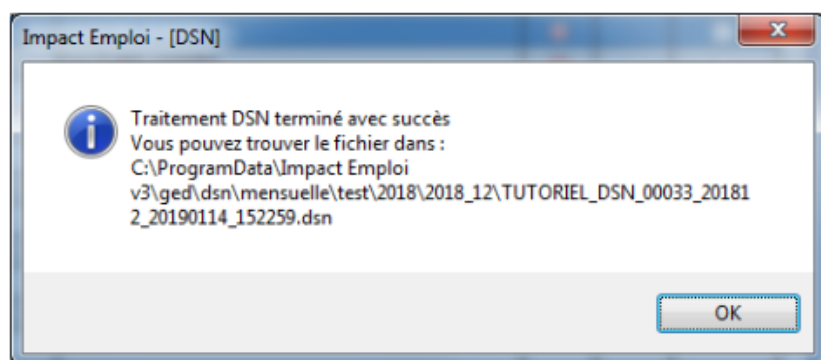 Impact Emploi - [DSN]
Traitement DSN terminé avec succès
Vous pouvez trouver le fichier dans :
C:\ProgramData\Impact Emploi
v3\ged\dsn\mensuelle\test\2018\2018_12\TUTORIEL_DSN_00033_20181
2_20190114_152259.dsn
OK